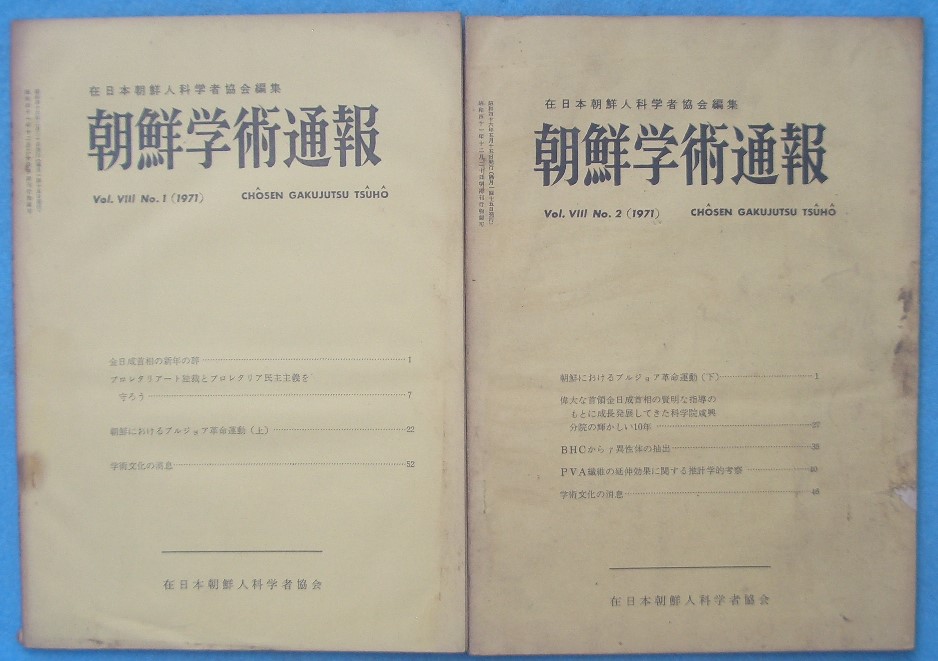 在日本朝鮮人科学者協会編集
朝鮮学術通報
Vol. VIII No. 1 (1971) CHÔSEN GAKUJUTSU TSÛHÔ
金日成首相の新年の辞 1
プロレタリアート独裁とプロレタリア民主主義を
守ろう 7
朝鮮におけるブルジョア革命運動(上) 22
学術文化の消息 52
在日本朝鮮人科学者協会
在日本朝鮮人科学者協会編集
朝鮮学術通報
Vol. VIII No. 2 (1971) CHÔSEN GAKUJUTSU TSÛHÔ
朝鮮におけるブルジョア革命運動(下) 1
偉大な首領金日成首相の賢明な指導の
もとに成長発展してきた科学院咸興
分院の輝かしい10年
BHCからγ異性体の抽出
PVA繊維の延伸効果に関する推計学的考察
学術文化の消息
在日本朝鮮人科学者協会